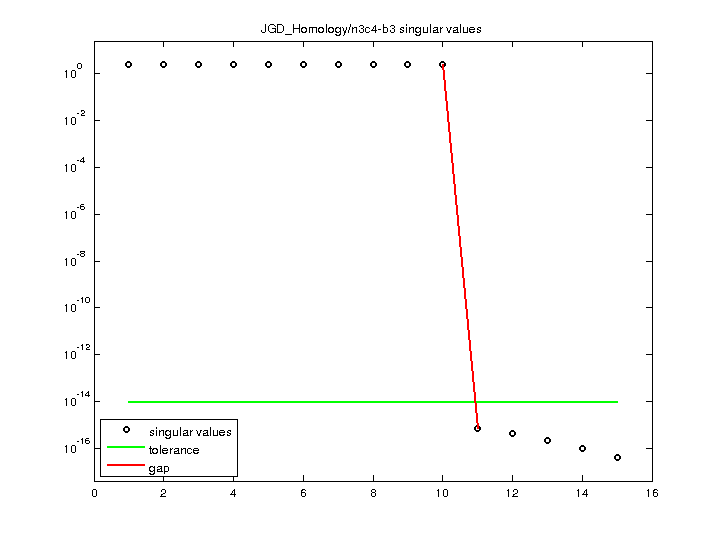 JGD_Homology/n3c4-b3 singular values
10^0
10^-2
10^-4
10^-6
10^-8
10^-10
10^-12
10^-14
10^-16
singular values
tolerance
gap
0 2 4 6 8 10 12 14 16